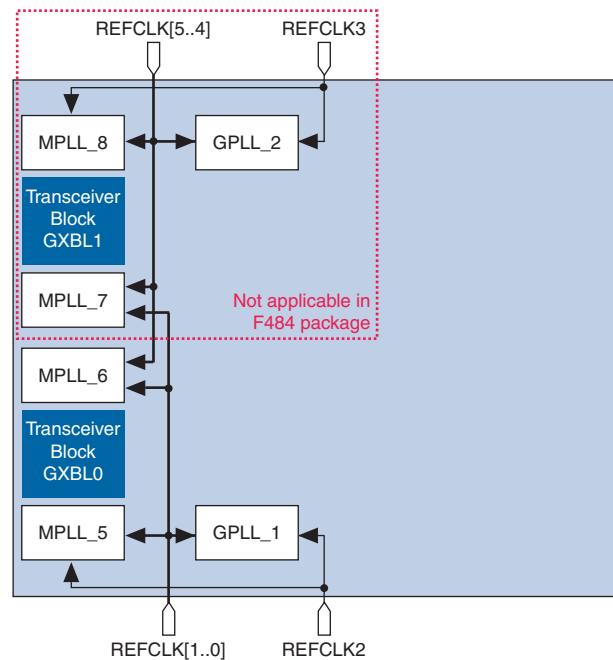 REFCLK[5..4]
REFCLK3
MPLL_8
GPLL_2
Transceiver
Block
GXBL1
MPLL_7
Not applicable in
F484 package
MPLL_6
Transceiver
Block
GXBL0
MPLL_5
GPLL_1
REFCLK[1..0]
REFCLK2